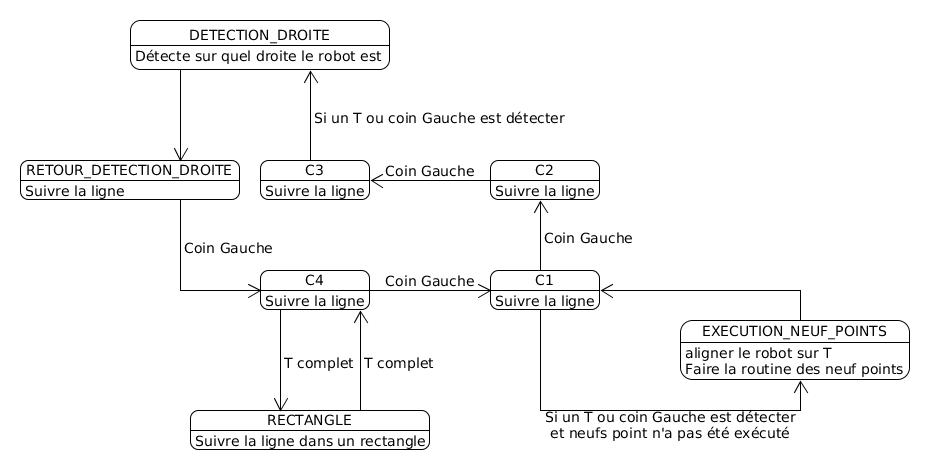 DETECTION_DROITE
Détecte sur quel droite le robot est
Si un T ou coin Gauche est détecter
RETOUR_DETECTION_DROITE
Suivre la ligne
C3
Suivre la ligne
Coin Gauche
C2
Suivre la ligne
Coin Gauche
Coin Gauche
C4
Suivre la ligne
Coin Gauche
C1
Suivre la ligne
EXECUTION_NEUF_POINTS
aligner le robot sur T
Faire la routine des neuf points
T complet
T complet
RECTANGLE
Suivre la ligne dans un rectangle
Si un T ou coin Gauche est détecter
et neufs point n'a pas été exécuté